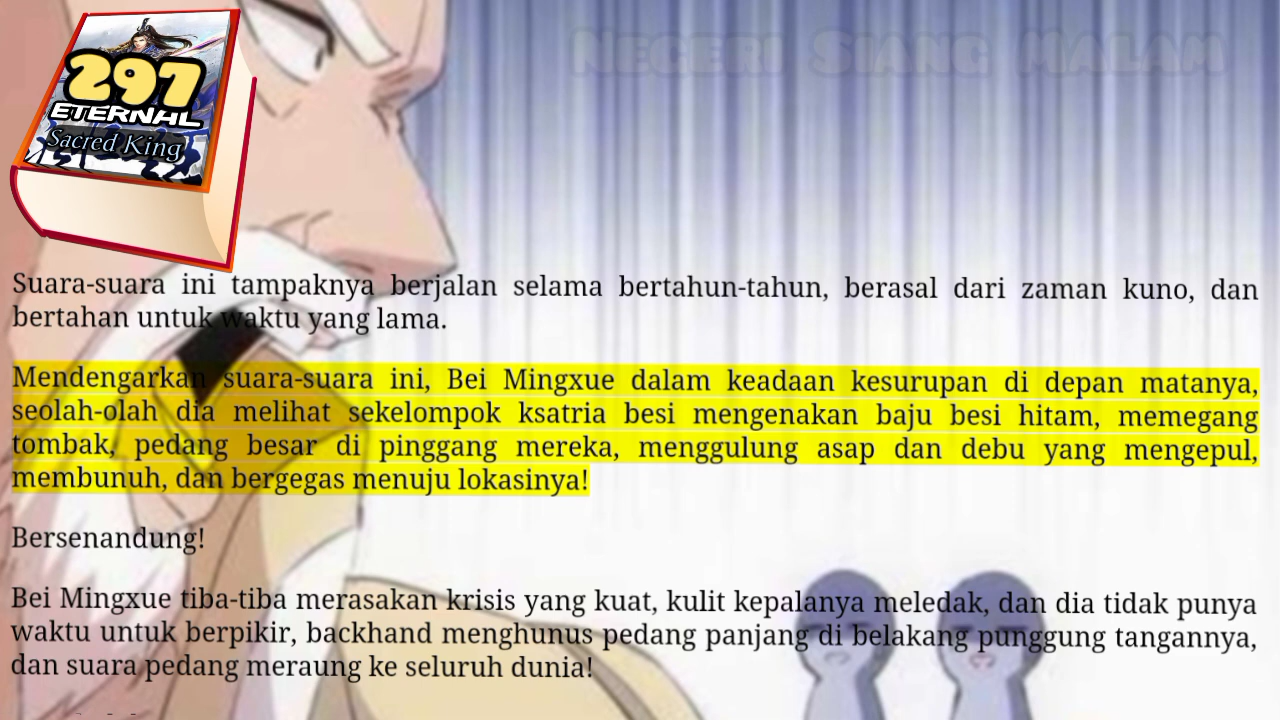 Negeri Siang Malam
297
ETERNAL
Sacred King
Suara-suara ini tampaknya berjalan selama bertahun-tahun, berasal dari zaman kuno, dan
bertahan untuk waktu yang lama.
Mendengarkan suara-suara ini, Bei Mingxue dalam keadaan kesurupan di depan matanya,
seolah-olah dia melihat sekelompok ksatria besi mengenakan baju besi hitam, memegang
tombak, pedang besar di pinggang mereka, menggulung asap dan debu yang mengepul,
membunuh, dan bergegas menuju lokasinya!
Bersenandung!
Bei Mingxue tiba-tiba merasakan krisis yang kuat, kulit kepalanya meledak, dan dia tidak punya
waktu untuk berpikir, backhand menghunus pedang panjang di belakang punggung tangannya,
dan suara pedang meraung ke seluruh dunia!